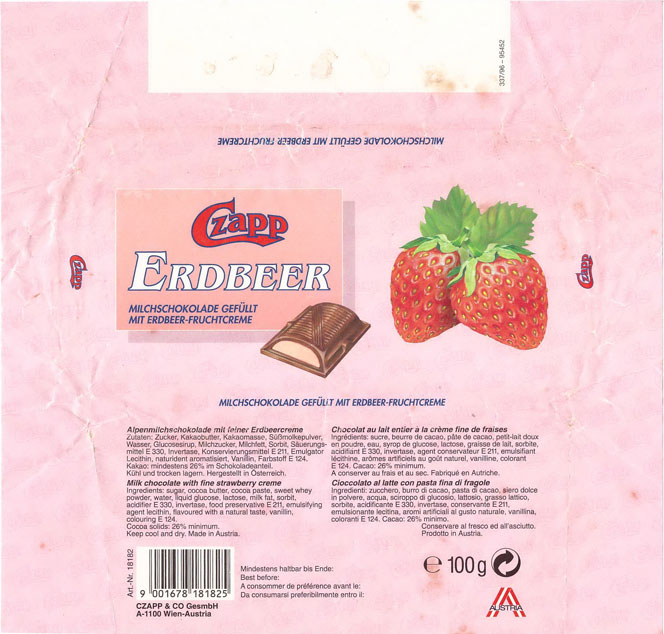 337/96 - 95452
MILCHSCHOKOLADE GEFÜLLT MIT ERDBEER FRUCHTCREME
Czapp
ERDBEER
MILCHSCHOKOLADE GEFÜLLT
MIT ERDBEER-FRUCHTCREME
Czapp
Czapp
MILCHSCHOKOLADE GEFÜLLT MIT ERDBEER-FRUCHTCREME
Alpenmilchschokolade mit feiner Erdbeercreme
Zutaten: Zucker, Kakaobutter, Kakaomasse, Süßmolkepulver,
Wasser, Glucosesirup, Milchzucker, Milchfett, Sorbit, Säuerungs-
mittel E 330, Invertase, Konservierungsmittel E 211, Emulgator
Lecithin, naturident aromatisiert, Vanillin, Farbstoff E 124.
Kakao: mindestens 26% im Schokoladeanteil.
Kühl und trocken lagern. Hergestellt in Österreich.
Milk chocolate with fine strawberry creme
Ingredients: sugar, cocoa butter, cocoa paste, sweet whey
powder, water, liquid glucose, lactose, milk fat, sorbit,
acidifier E 330, invertase, food preservative E 211, emulsifying
agent lecithin, flavoured with a natural taste, vanillin,
colouring E 124.
Cocoa solids: 26% minimum.
Keep cool and dry. Made in Austria.
Chocolat au lait entier a la crème fine de fraises
Ingrédients: sucre, beurre de cacao, pâte de cacao, petit-lait doux
en poudre, eau, syrop de glucose, lactose, graisse de lait, sorbite,
acidifiant E 330, invertase, agent conservateur E 211, emulsifiant
lécithine, arômes artificiels au goût naturel, vanilline, colorant
E 124. Cacao: 26% minimum.
A conserver au frais et au sec. Fabriqué en Autriche.
Cioccolato al latte con pasta fina di fragole
Ingredienti: zucchero, burro di cacao, pasta di cacao, siero dolce
in polvere, acqua, sciroppo di glucosio, lattosio, grasso lattico,
sorbite, acidificante E 330, invertase, conservante E 211,
emulsionante lecitina, aromi artificali al gusto naturale, vannilina,
coloranti E 124. Cacao: 26% minimo.
Conservare al fresco ed all'asciutto.
Prodotto in Austria.
Art.-Nr. 18182
9 001678 181825
CZAPP & CO GesmbH
A-1100 Wien-Austria
Mindestens haltbar bis Ende:
Best before:
A consommer de préférence avant le:
Da consumarsi preferibilmente entro il:
e 100 g
AUSTRIA